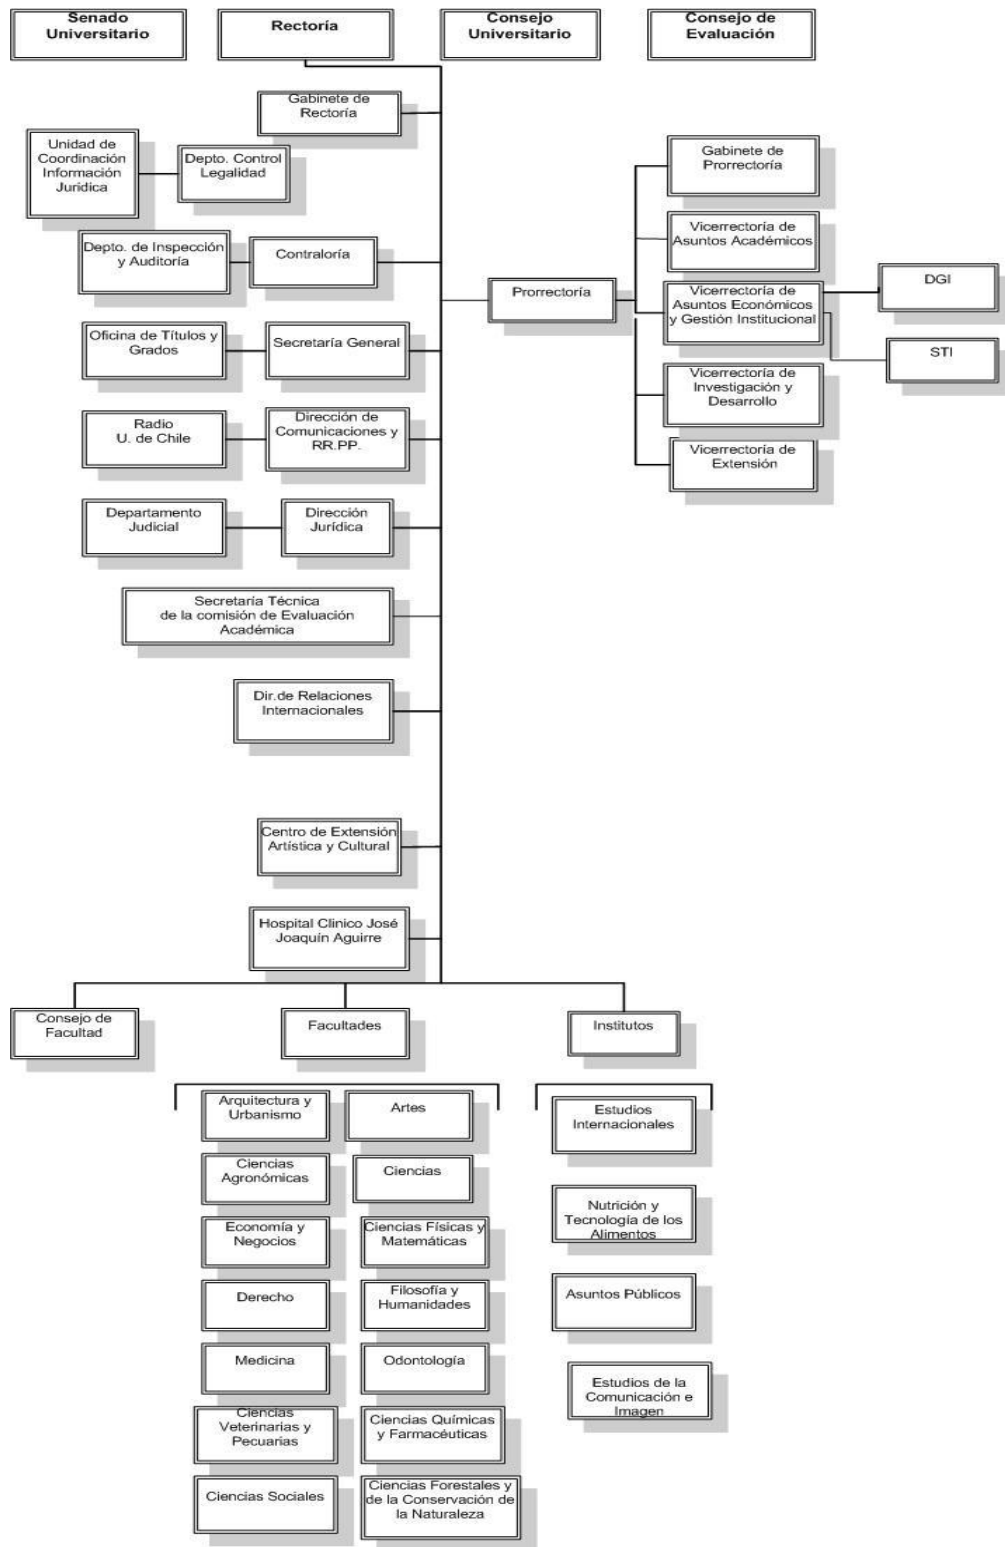 Senado
Universitario
Rectoría
Consejo
Universitario
Consejo de
Evaluación
Gabinete de
Rectoría
Unidad de
Coordinación
Información
Juridica
Depto. Control
Legalidad
Depto. de Inspección
y Auditoría
Contraloría
Oficina de Títulos y
Grados
Secretaría General
Radio
U. de Chile
Dirección de
Comunicaciones y
RR.PP.
Departamento
Judicial
Dirección
Jurídica
Secretaría Técnica
de la comisión de Evaluación
Académica
Dir.de Relaciones
Internacionales
Centro de Extensión
Artística y Cultural
Hospital Clinico José
Joaquín Aguirre
Prorrectoría
Gabinete de
Prorrectoría
Vicerrectoría de
Asuntos Académicos
Vicerrectoría de
Asuntos Económicos
y Gestión Institucional
Vicerrectoría de
Investigación y
Desarrollo
Vicerrectoría de
Extensión
DGI
STI
Consejo de
Facultad
Facultades
Institutos
Arquitectura y
Urbanismo
Artes
Ciencias
Agronómicas
Ciencias
Economía y
Negocios
Ciencias Físicas y
Matemáticas
Derecho
Filosofía y
Humanidades
Medicina
Odontología
Ciencias
Veterinarias y
Pecuarias
Ciencias Químicas
y Farmacéuticas
Ciencias Sociales
Ciencias Forestales y
de la Conservación de
la Naturaleza
Estudios
Internacionales
Nutrición y
Tecnología de los
Alimentos
Asuntos Públicos
Estudios de la
Comunicación e
Imagen